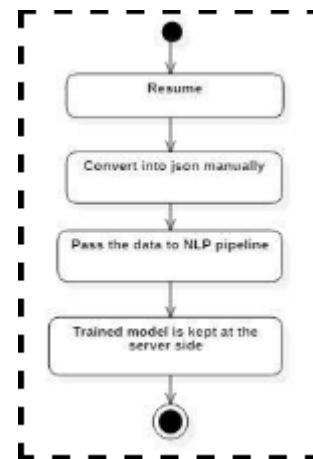 Resume
Convert into json manually
Pass the data to NLP pipeline
Trained model is kept at the
server side